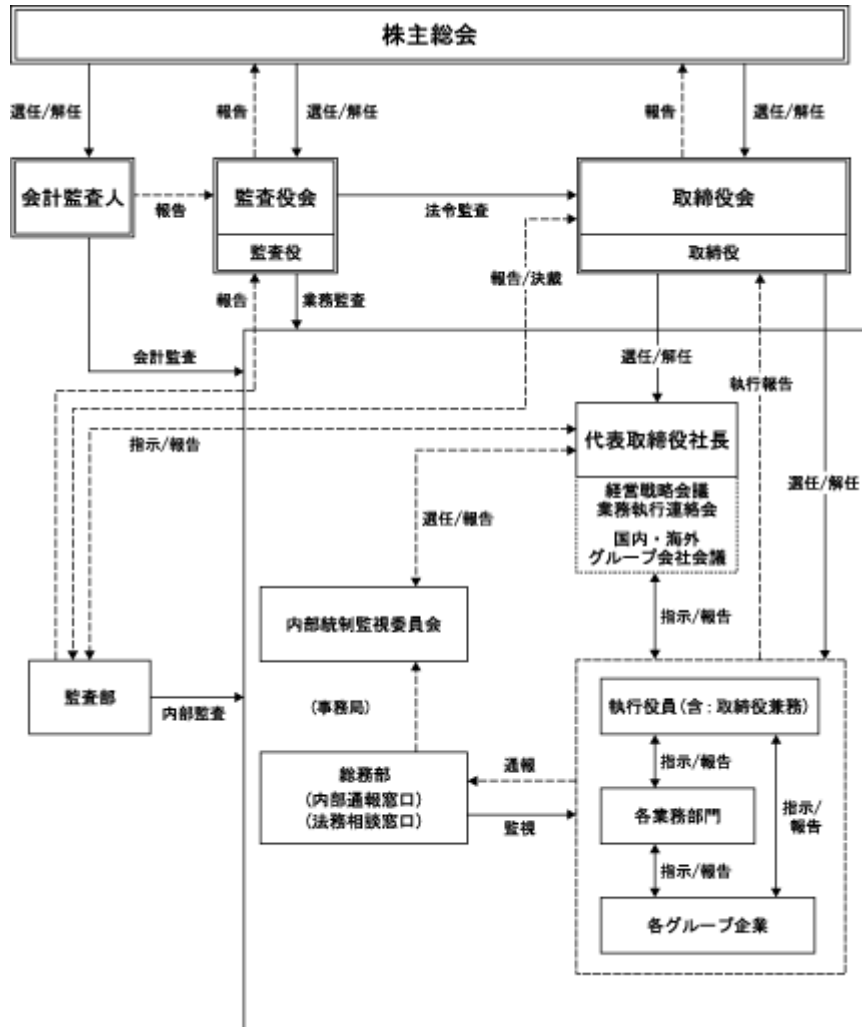 株主総会
選任/解任
報告
選任/解任
報告
選任/解任
会計監査人
報告
監査役会
監査役
法令監査
取締役会
取締役
報告
業務監査
報告/決裁
会計監査
選任/解任
執行報告
指示/報告
代表取締役社長
経営戦略会議
業務執行連絡会
国内・海外
グループ会社会議
選任/解任
選任/報告
指示/報告
内部統制監視委員会
監査部
内部監査
(事務局)
執行役員(含:取締役兼務)
指示/報告
総務部
(内部通報窓口)
(法務相談窓口)
通報
監視
各業務部門
指示/
報告
指示/報告
各グループ企業